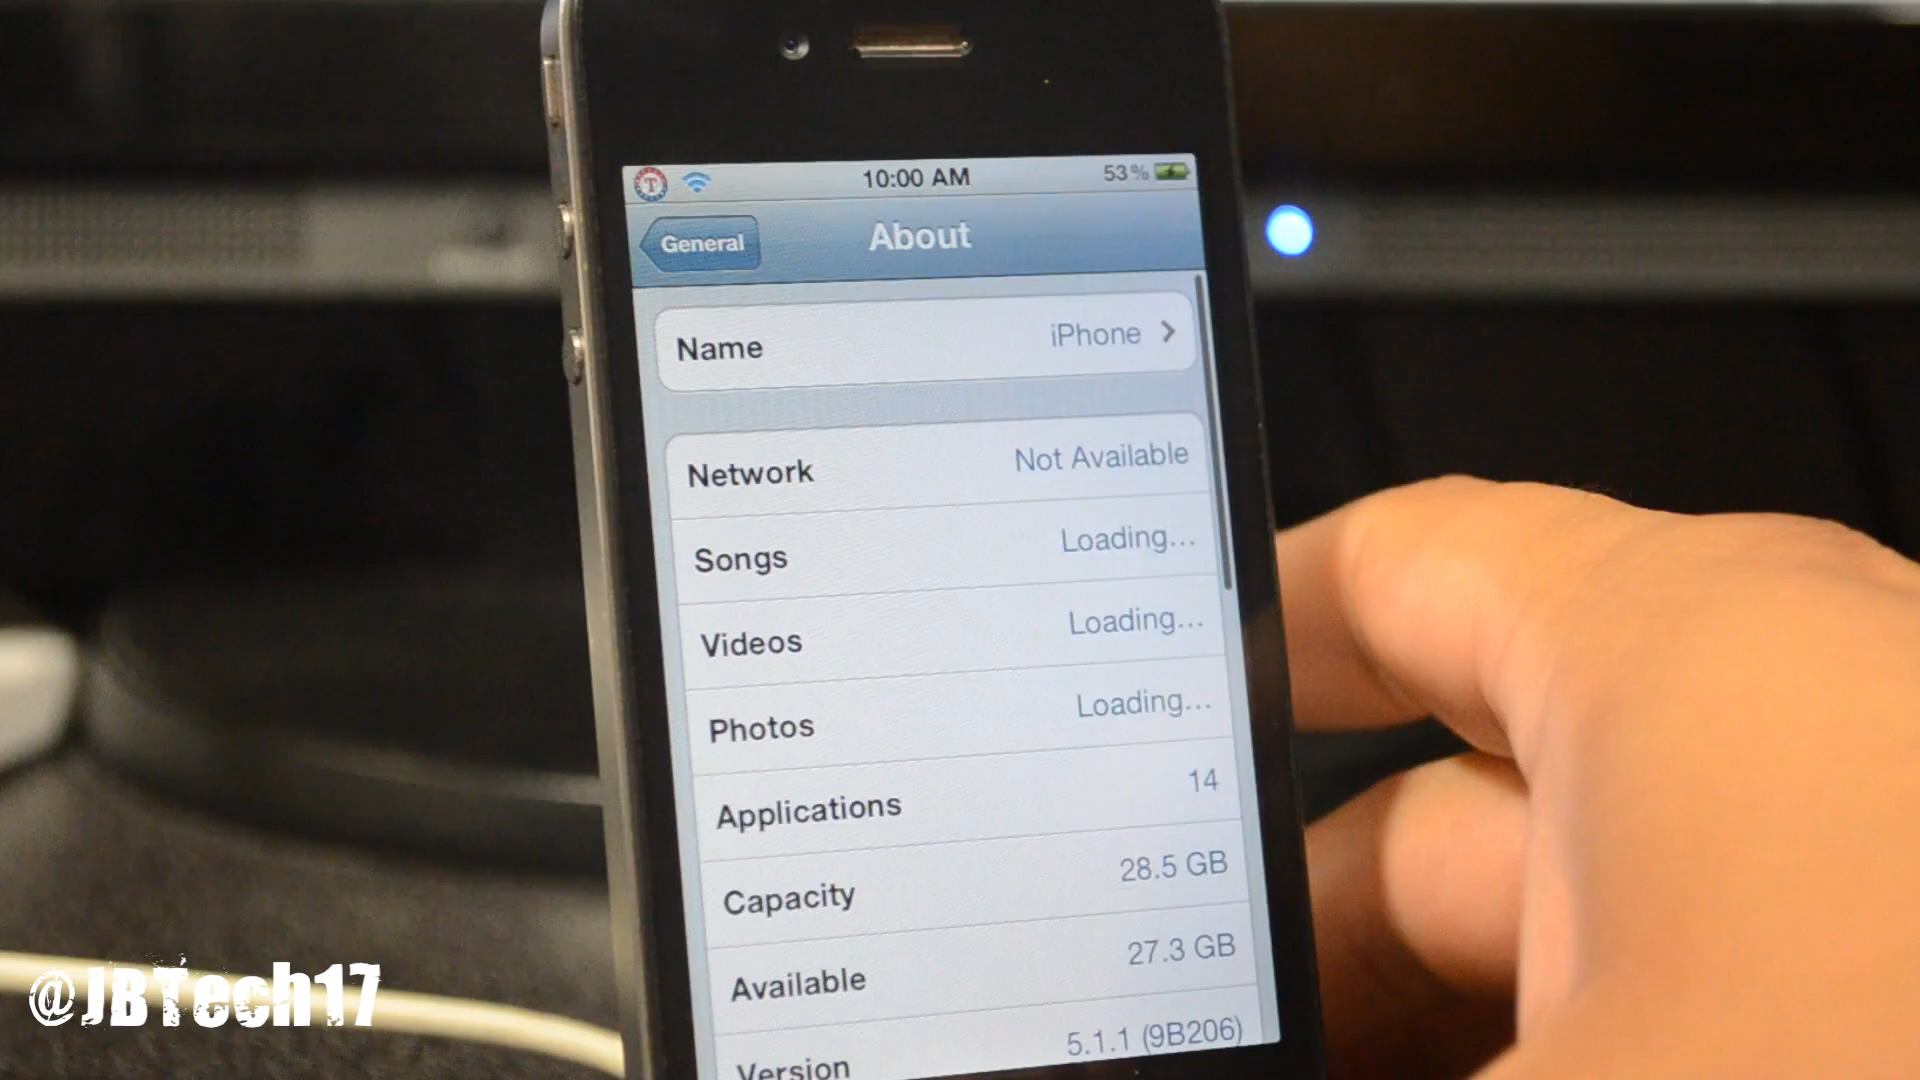 T
10:00 AM
53%
General
About
Name
iPhone
Network
Not Available
Songs
Loading...
Videos
Loading...
Photos
Loading...
Applications
14
Capacity
28.5 GB
Available
27.3 GB
Version
5.1.1 (9B206)
@JBTech17